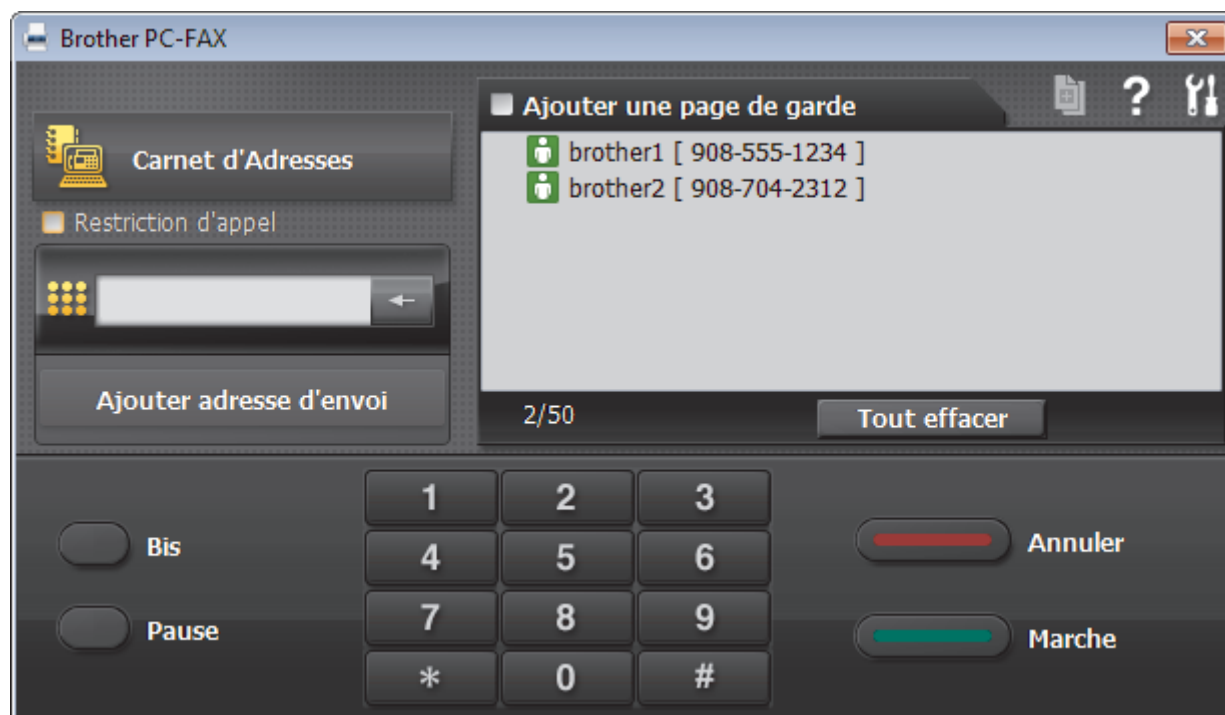 Brother PC-FAX
Carnet d'Adresses
Restriction d'appel
Ajouter adresse d'envoi
Ajouter une page de garde
?
brother1 [ 908-555-1234 ]
brother2 [ 908-704-2312 ]
2/50
Tout effacer
Bis
Pause
1 2 3
4 5 6
7 8 9
* 0 #
Annuler
Marche